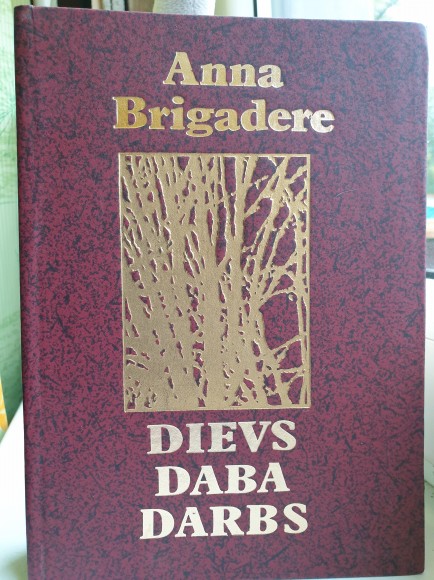 Anna
Brigadere
DIEVS
DABA
DARBS